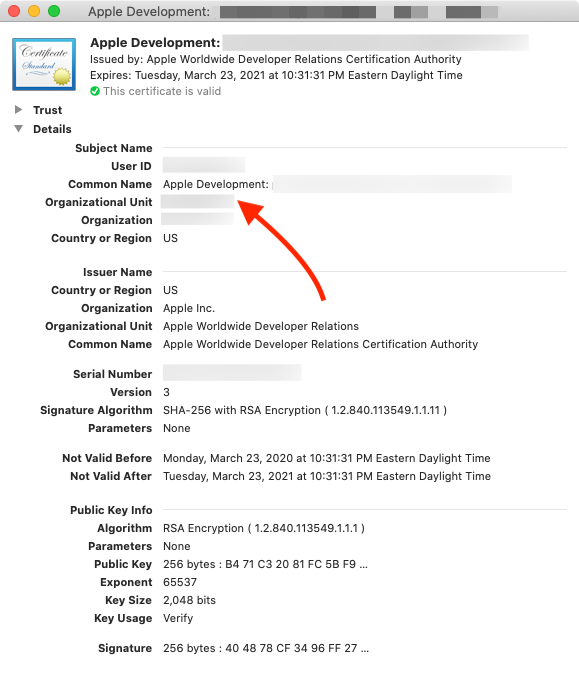 Apple Development:
Certificate
Standard
Apple Development:
Issued by: Apple Worldwide Developer Relations Certification Authority
Expires: Tuesday, March 23, 2021 at 10:31:31 PM Eastern Daylight Time
This certificate is valid
Trust
Details
Subject Name
User ID
Common Name Apple Development:
Organizational Unit
Organization
Country or Region US
Issuer Name
Country or Region US
Organization Apple Inc.
Organizational Unit Apple Worldwide Developer Relations
Common Name Apple Worldwide Developer Relations Certification Authority
Serial Number
Version 3
Signature Algorithm SHA-256 with RSA Encryption ( 1.2.840.113549.1.1.11 )
Parameters None
Not Valid Before Monday, March 23, 2020 at 10:31:31 PM Eastern Daylight Time
Not Valid After Tuesday, March 23, 2021 at 10:31:31 PM Eastern Daylight Time
Public Key Info
Algorithm RSA Encryption ( 1.2.840.113549.1.1.1 )
Parameters None
Public Key 256 bytes : B4 71 C3 20 81 FC 5B F9 ...
Exponent 65537
Key Size 2,048 bits
Key Usage Verify
Signature 256 bytes : 40 48 78 CF 34 96 FF 27 ...